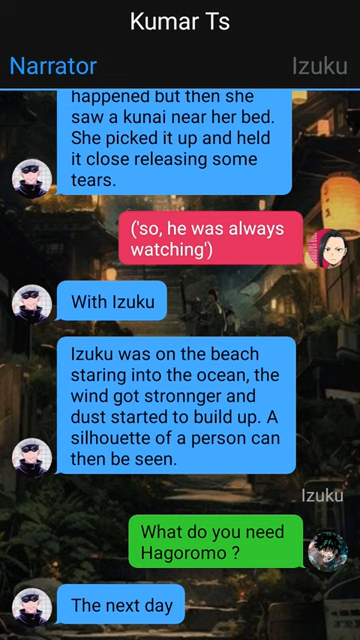 Kumar Ts
Narrator
Izuku
happened but then she
saw a kunai near her bed.
She picked it up and held
it close releasing some
tears.
('so, he was always
watching')
With Izuku
Izuku was on the beach
staring into the ocean, the
wind got stronnger and
dust started to build up. A
silhouette of a person can
then be seen.
Izuku
What do you need
Hagoromo ?
The next day